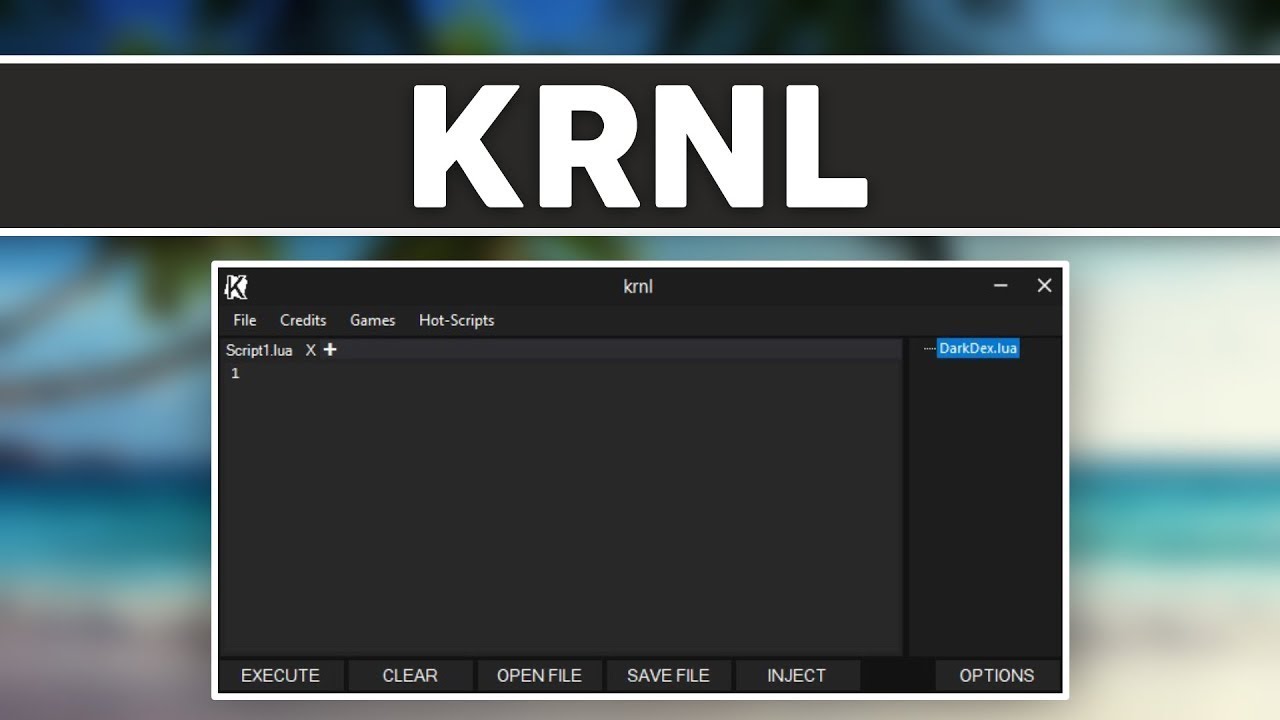 KRNL
K krnl
File Credits Games Hot-Scripts
Script1.lua X
DarkDex.lua
1
EXECUTE CLEAR OPEN FILE SAVE FILE INJECT OPTIONS